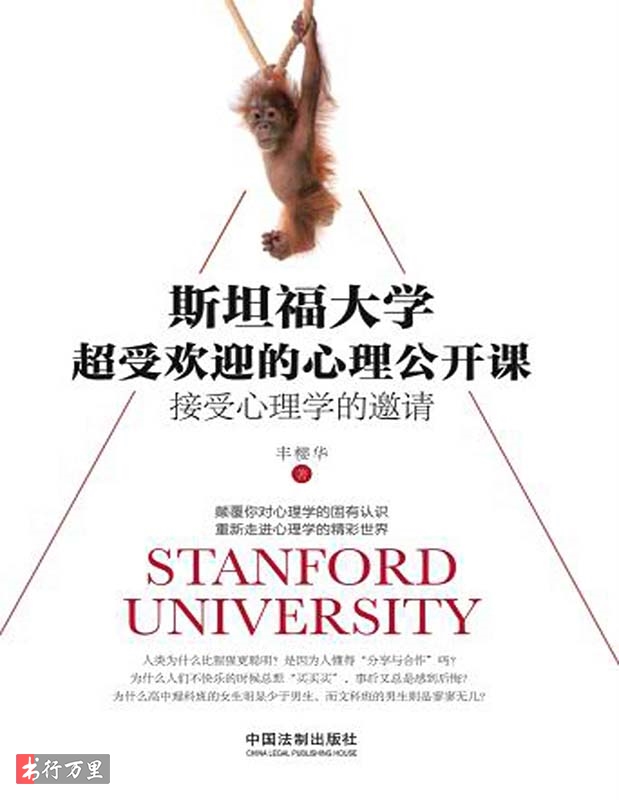 斯坦福大学
超受欢迎的心理公开课
接受心理学的邀请
丰樱华
著
颠覆你对心理学的固有认识
重新走进心理学的精彩世界
STANFORD
UNIVERSITY
人类为什么比猩猩更聪明？是因为人懂得“分享与合作”吗？
为什么人们不快乐的时候总想“买买买”，事后又总是感到后悔？
为什么高中理科班的女生明显少于男生，而文科班的男生则是寥寥无几？
中国法制出版社
CHINA LEGAL PUBLISHING HOUSE
书行万里